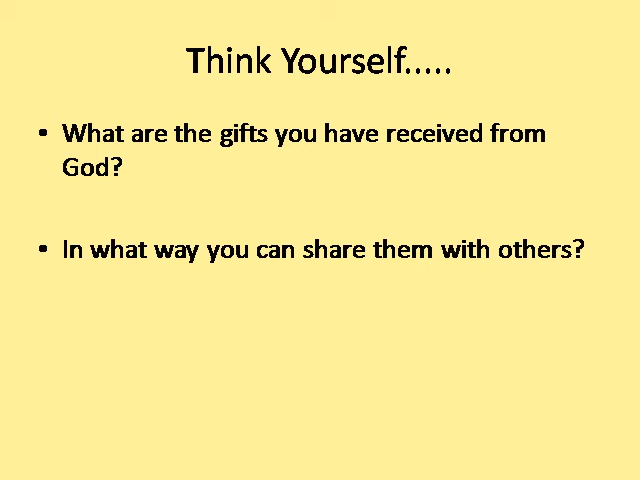 Think Yourself.....
• What are the gifts you have received from
God?
• In what way you can share them with others?